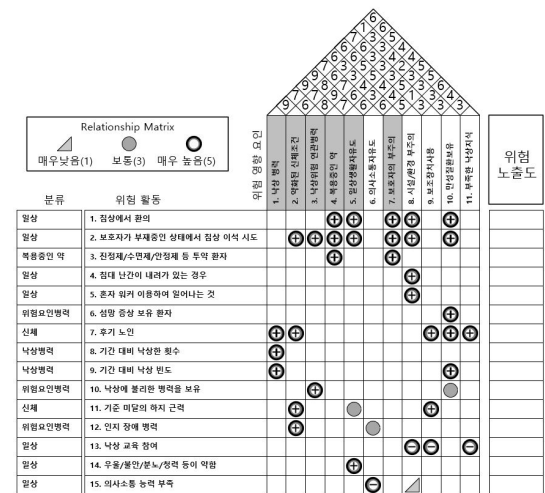 Relationship Matrix
매우낮음(1) 보통(3) 매우 높음(5)
위험 영향 요인
1. 낙상 병력
2. 약화된 신체조건
3. 낙상위험 연관병력
4. 복용중인 약
5. 일상생활자유도
6. 의사소통자유도
7. 보호자의 부주의
8. 시설/환경 부주의
9. 보조장치사용
10. 만성질환보유
11. 부족한 낙상지식
위험
노출도
분류 위험 활동
일상 1. 침상에서 환의
일상 2. 보호자가 부재중인 상태에서 침상 이석 시도
복용중인 약 3. 진정제/수면제/안정제 등 투약 환자
일상 4. 침대 난간이 내려가 있는 경우
일상 5. 혼자 워커 이용하여 일어나는 것
위험요인병력 6. 섬망 증상 보유 환자
신체 7. 후기 노인
낙상병력 8. 기간 대비 낙상한 횟수
낙상병력 9. 기간 대비 낙상 빈도
위험요인병력 10. 낙상에 불리한 병력을 보유
신체 11. 기준 미달의 하지 근력
위험요인병력 12. 인지 장애 병력
일상 13. 낙상 교육 참여
일상 14. 우울/불안/분노/청력 등이 약함
일상 15. 의사소통 능력 부족